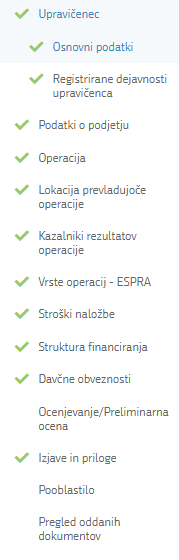 Upravičenec
Osnovni podatki
Registrirane dejavnosti
upravičenca
Podatki o podjetju
Operacija
Lokacija prevladujoče
operacije
Kazalniki rezultatov
operacije
Vrste operacij - ESPRA
Stroški naložbe
Struktura financiranja
Davčne obveznosti
Ocenjevanje/Preliminarna
ocena
Izjave in priloge
Pooblastilo
Pregled oddanih
dokumentov